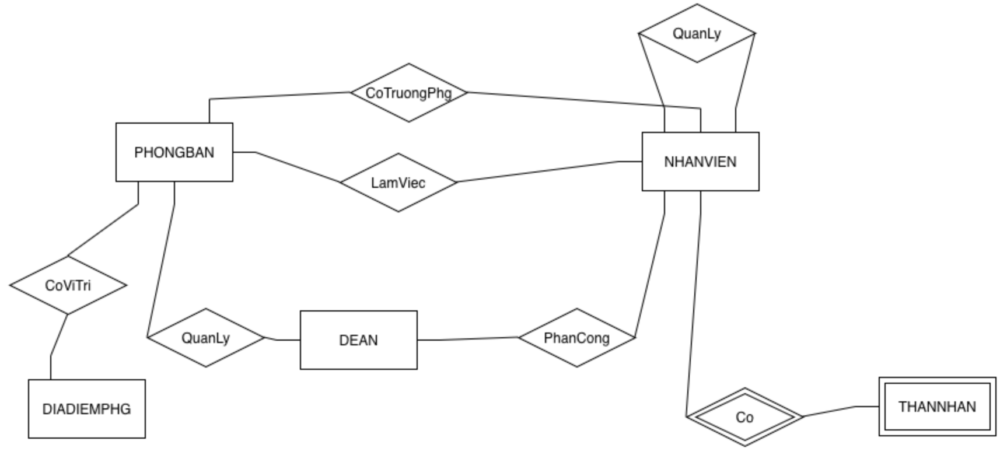 QuanLy
CoTruongPhg
PHONGBAN
NHANVIEN
LamViec
CoViTri
QuanLy
DEAN
PhanCong
DIADIEMPHG
Co
THANNHAN